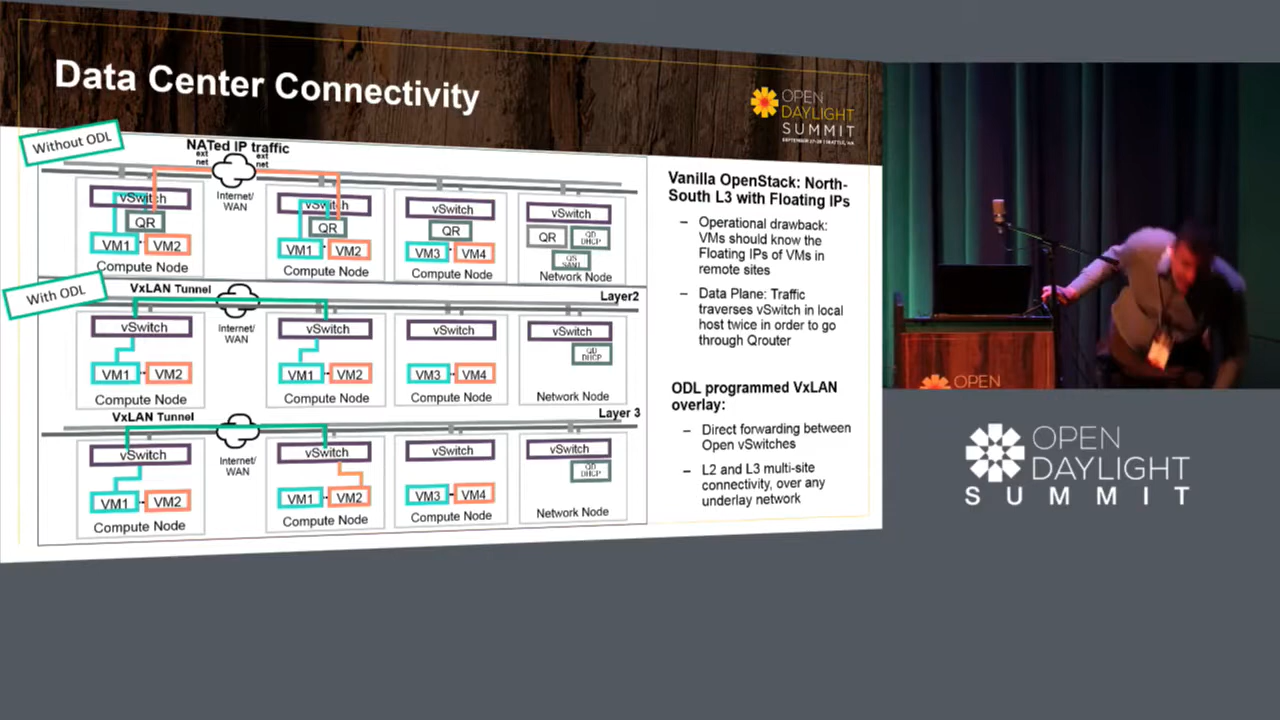 Data Center Connectivity
OPEN
DAYLIGHT
SUMMIT
Without ODL
NATed IP traffic
ext
net
ext
net
Internet/
WAN
vSwitch
QR
VM1
VM2
Compute Node
vSwitch
QR
VM1
VM2
Compute Node
vSwitch
QR
VM3
VM4
Compute Node
vSwitch
QR
QD
DHCP
Network Node
With ODL
VxLAN Tunnel
Layer2
Internet/
WAN
vSwitch
VM1
VM2
Compute Node
vSwitch
VM1
VM2
Compute Node
vSwitch
VM3
VM4
Compute Node
vSwitch
QD
DHCP
Network Node
VxLAN Tunnel
Layer 3
Internet/
WAN
vSwitch
VM1
VM2
Compute Node
vSwitch
VM1
VM2
Compute Node
vSwitch
VM3
VM4
Compute Node
vSwitch
QD
DHCP
Network Node
Vanilla OpenStack: North-
South L3 with Floating IPs
– Operational drawback:
VMs should know the
Floating IPs of VMs in
remote sites
– Data Plane: Traffic
traverses vSwitch in local
host twice in order to go
through Qrouter
ODL programmed VxLAN
overlay:
– Direct forwarding between
Open vSwitches
– L2 and L3 multi-site
connectivity, over any
underlay network
OPEN
OPEN
DAYLIGHT
SUMMIT